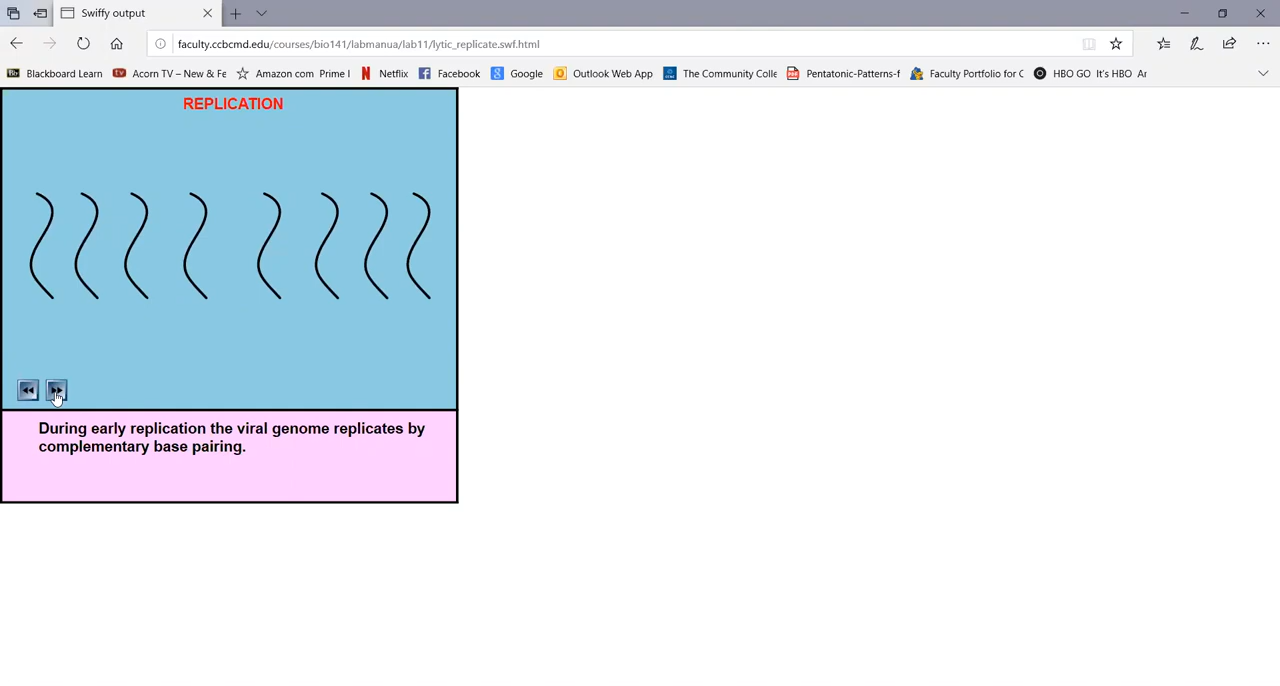 Swiffy output
faculty.ccbcmd.edu/courses/bio141/labmanua/lab11/lytic_replicate.swf.html
Blackboard Learn Acorn TV – New & Fe Amazon com Prime I Netflix Facebook Google Outlook Web App The Community Colle Pentatonic-Patterns-f Faculty Portfolio for C HBO GO It's HBO Ar
REPLICATION
During early replication the viral genome replicates by
complementary base pairing.